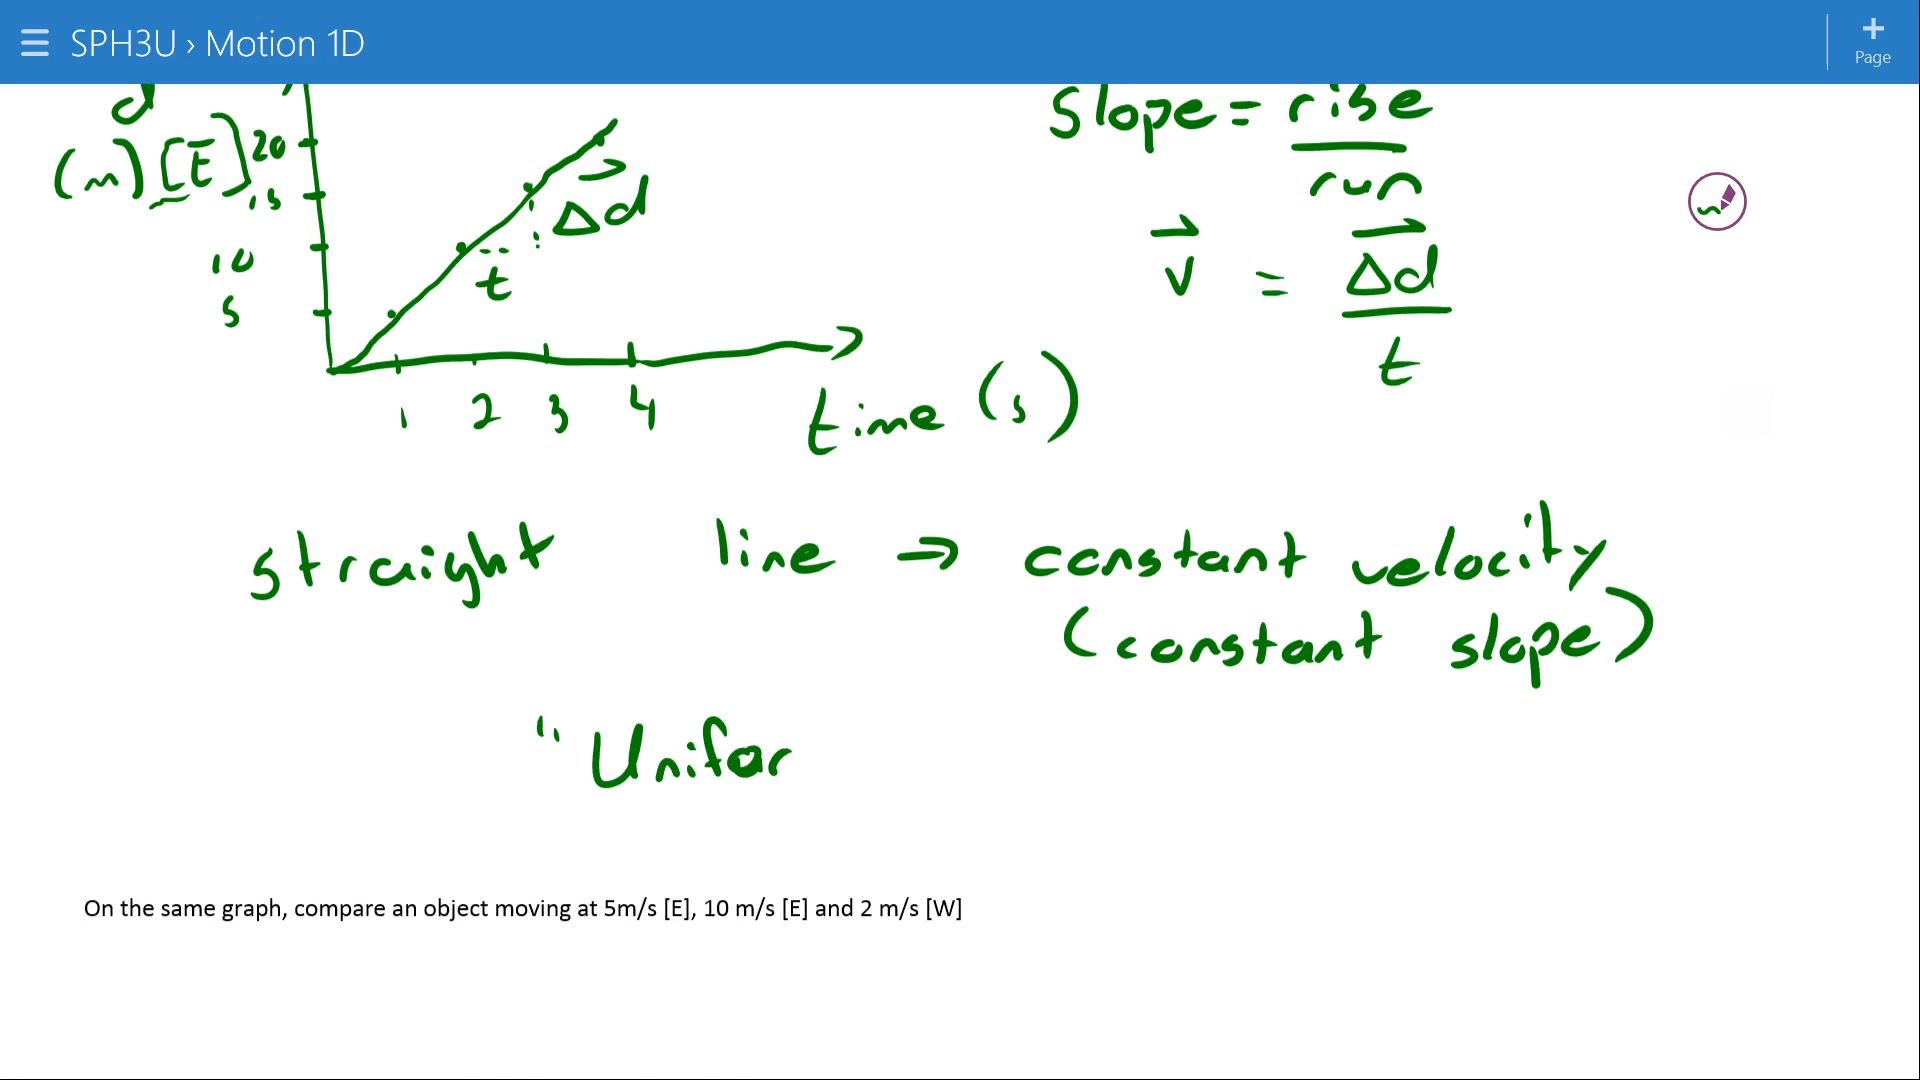 SPH3U › Motion 1D
+
Page
d
(m) [E]
20
15
10
5
Δd
t
1 2 3 4
time (s)
slope = rise
run
v = Δd
t
straight line → constant velocity
(constant slope)
"Unifor
On the same graph, compare an object moving at 5m/s [E], 10 m/s [E] and 2 m/s [W]